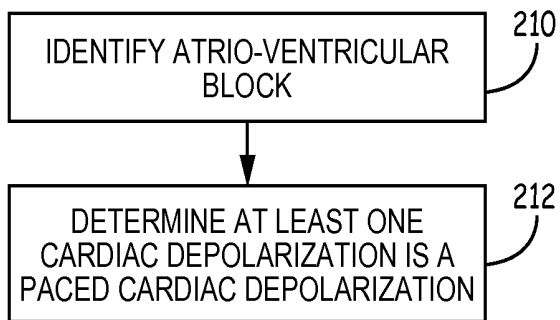 210
IDENTIFY ATRIO-VENTRICULAR
BLOCK
212
DETERMINE AT LEAST ONE
CARDIAC DEPOLARIZATION IS A
PACED CARDIAC DEPOLARIZATION